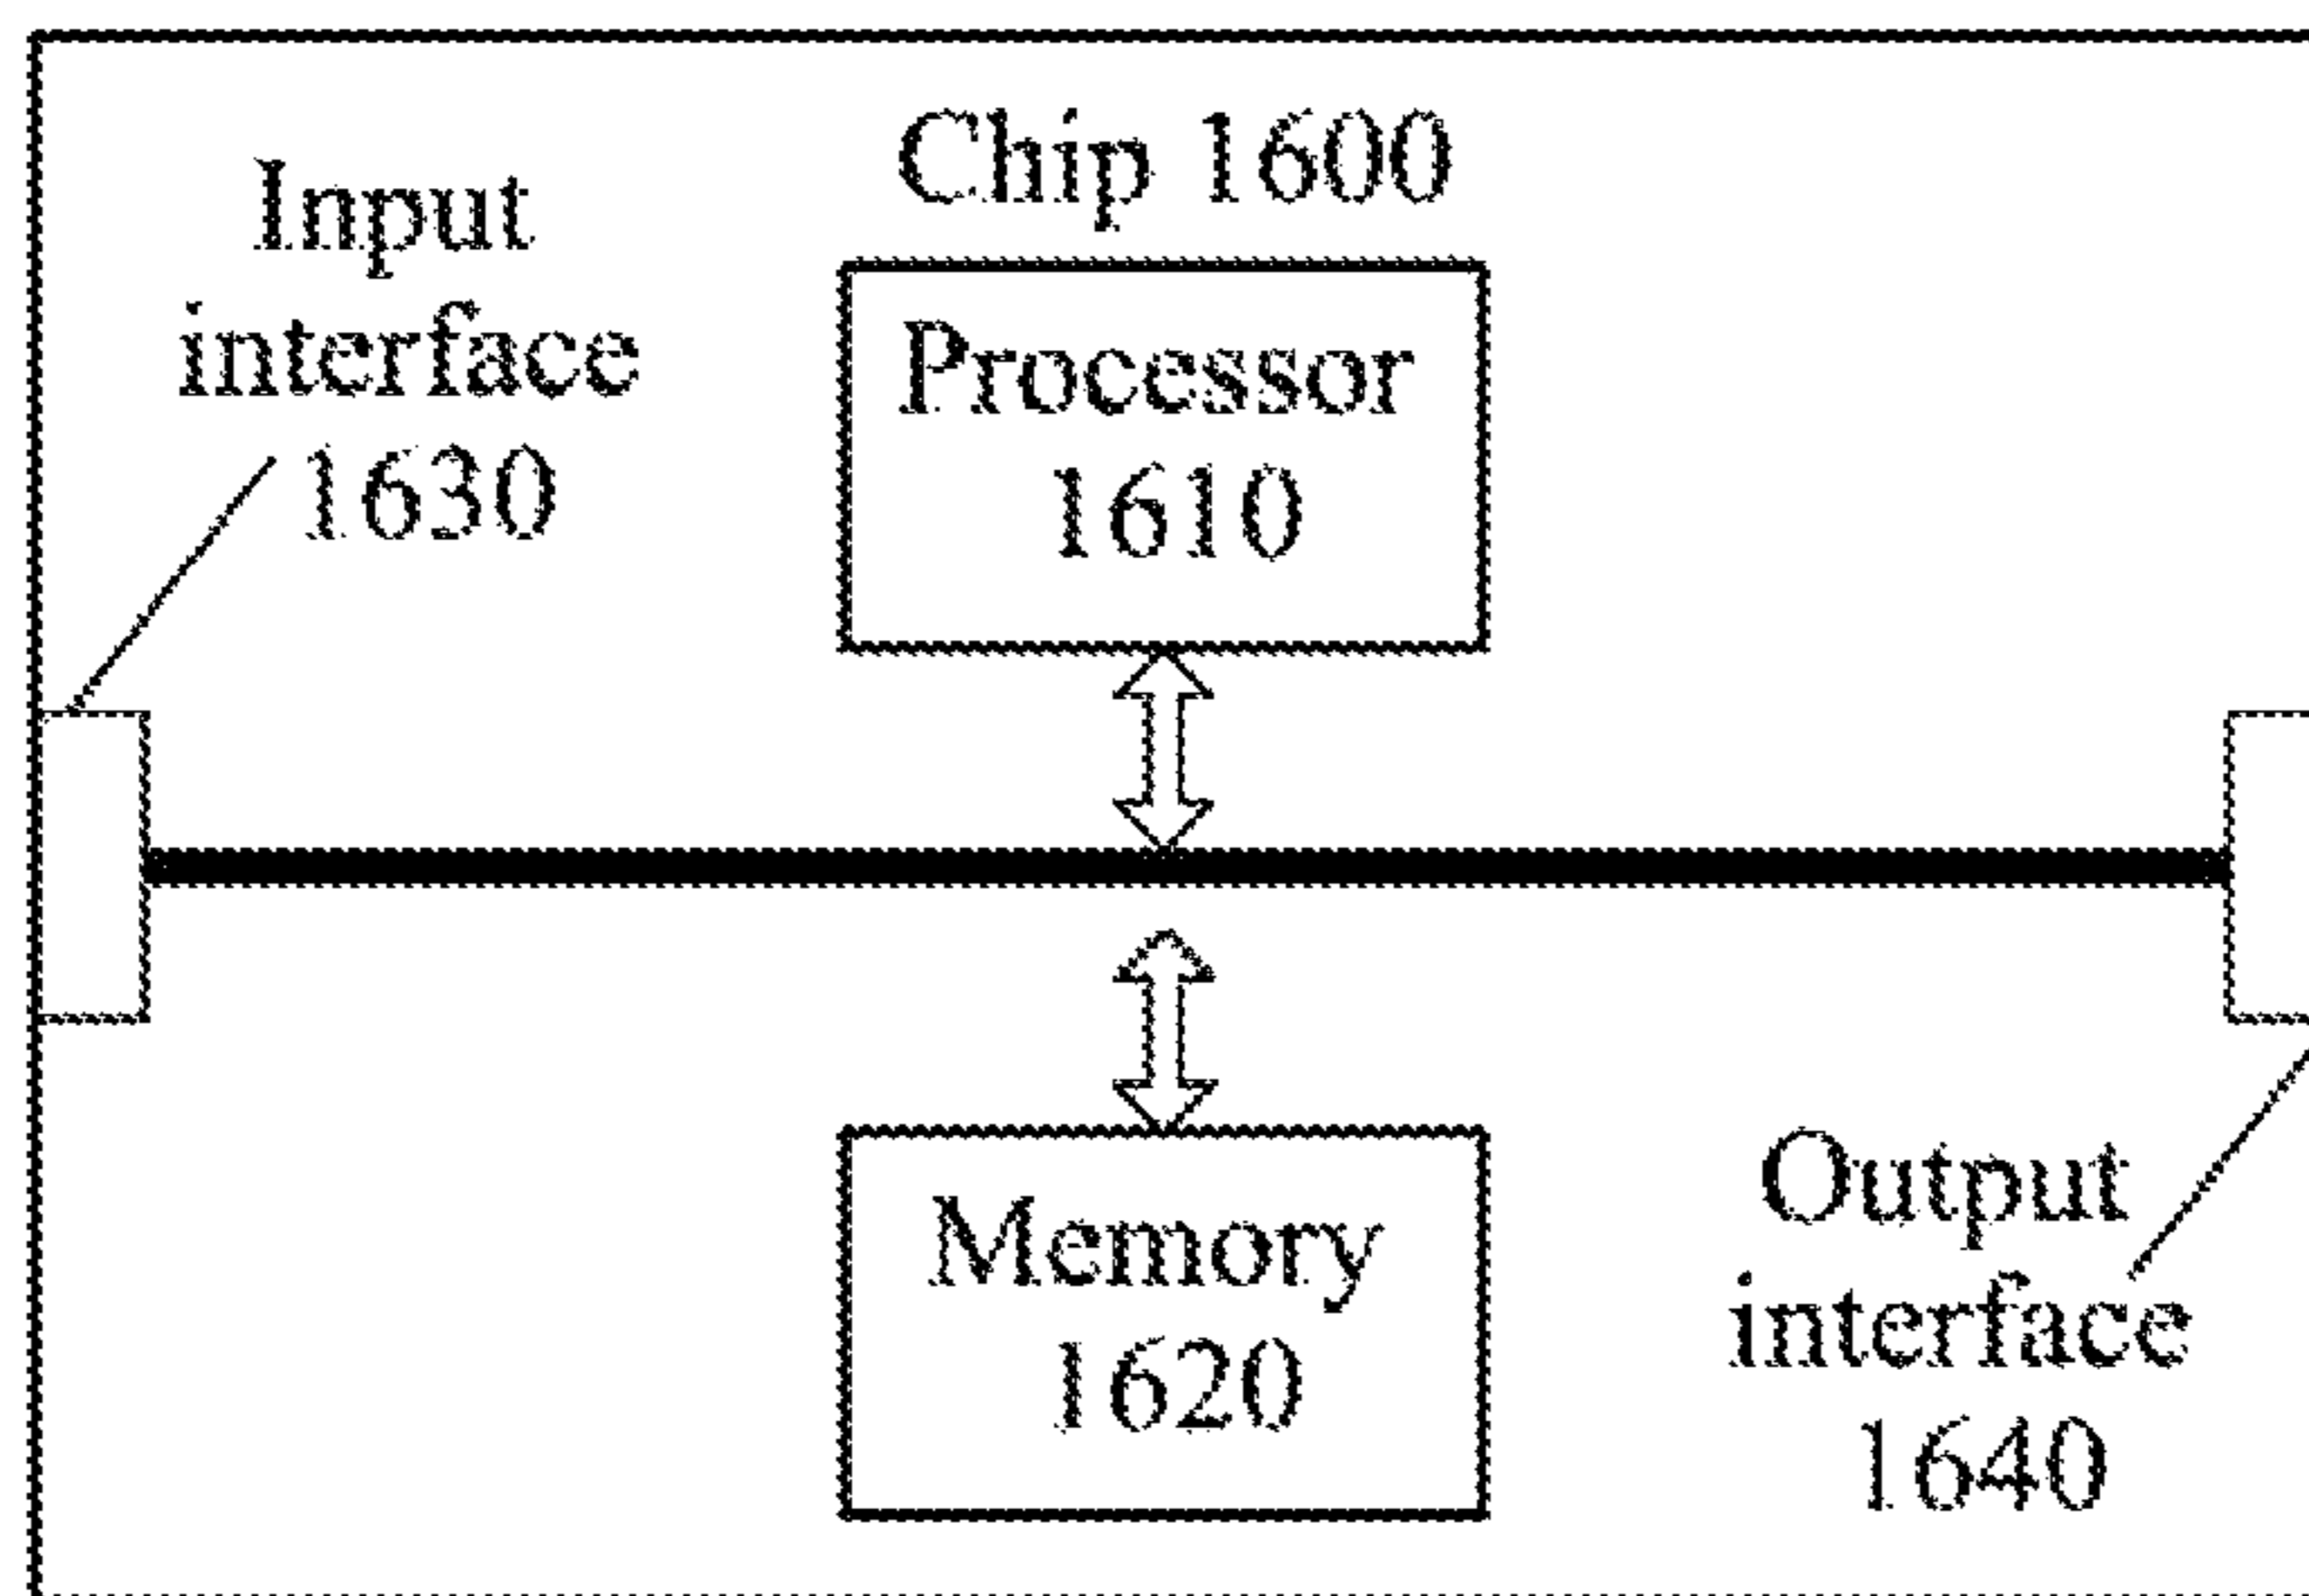 Chip 1600
Input
interface
1630
Processor
1610
Memory
1620
Output
interface
1640